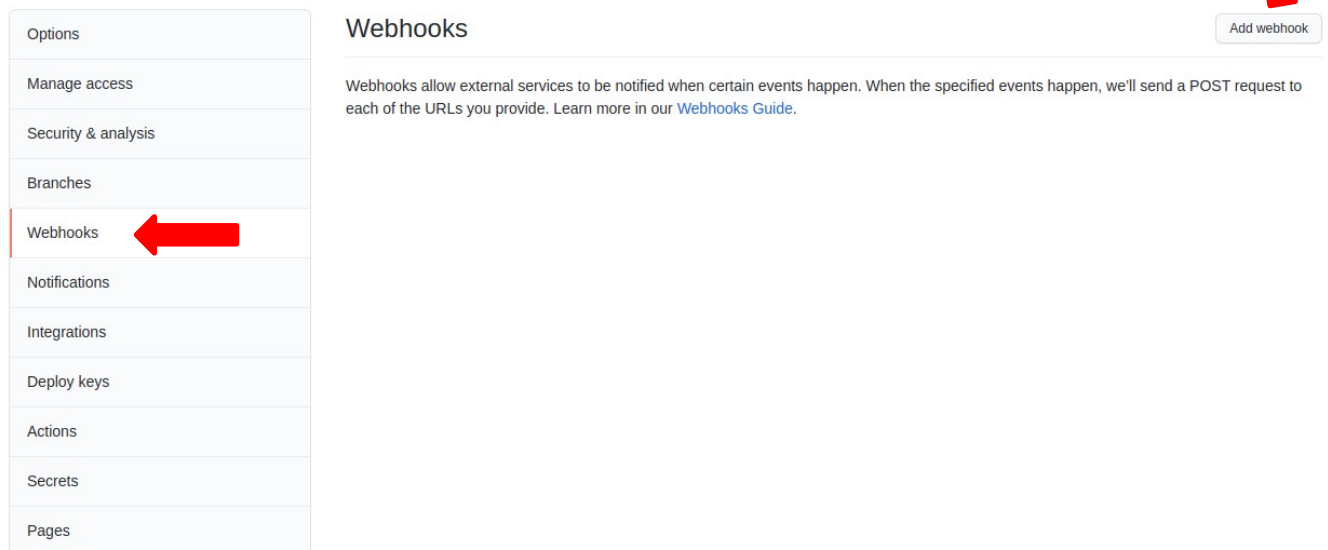 Options
Manage access
Security & analysis
Branches
Webhooks
Notifications
Integrations
Deploy keys
Actions
Secrets
Pages
Webhooks
Add webhook
Webhooks allow external services to be notified when certain events happen. When the specified events happen, we'll send a POST request to
each of the URLs you provide. Learn more in our Webhooks Guide.